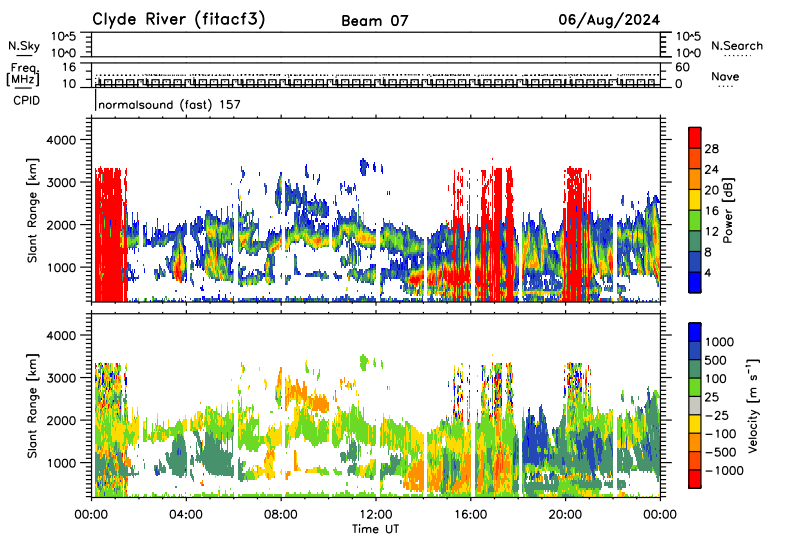 Clyde River (fitacf3) Beam 07 06/Aug/2024
N.Sky 10^5 10^0 10^5 10^0 N.Search
Freq. [MHz] 16 10 60 0 Nave
CPID normalsound (fast) 157
Slant Range [km] 4000 3000 2000 1000
28 24 20 16 12 8 4 Power [dB]
Slant Range [km] 4000 3000 2000 1000
1000 500 100 25 −25 −100 −500 −1000 Velocity [m s⁻¹]
00:00 04:00 08:00 12:00 16:00 20:00 00:00
Time UT